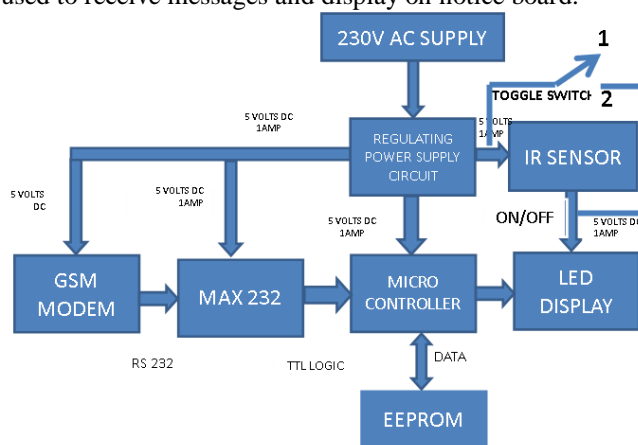 used to receive messages and display on notice board.
230V AC SUPPLY
1
TOGGLE SWITCH 2
5 VOLTS DC
1AMP
REGULATING
POWER SUPPLY
CIRCUIT
5 VOLTS
1AMP
IR SENSOR
5 VOLTS
DC
5 VOLTS DC
1AMP
5 VOLTS DC
1AMP
ON/OFF
5 VOLTS DC
1AMP
GSM
MODEM
MAX 232
MICRO
CONTROLLER
LED
DISPLAY
RS 232
TTL LOGIC
DATA
EEPROM